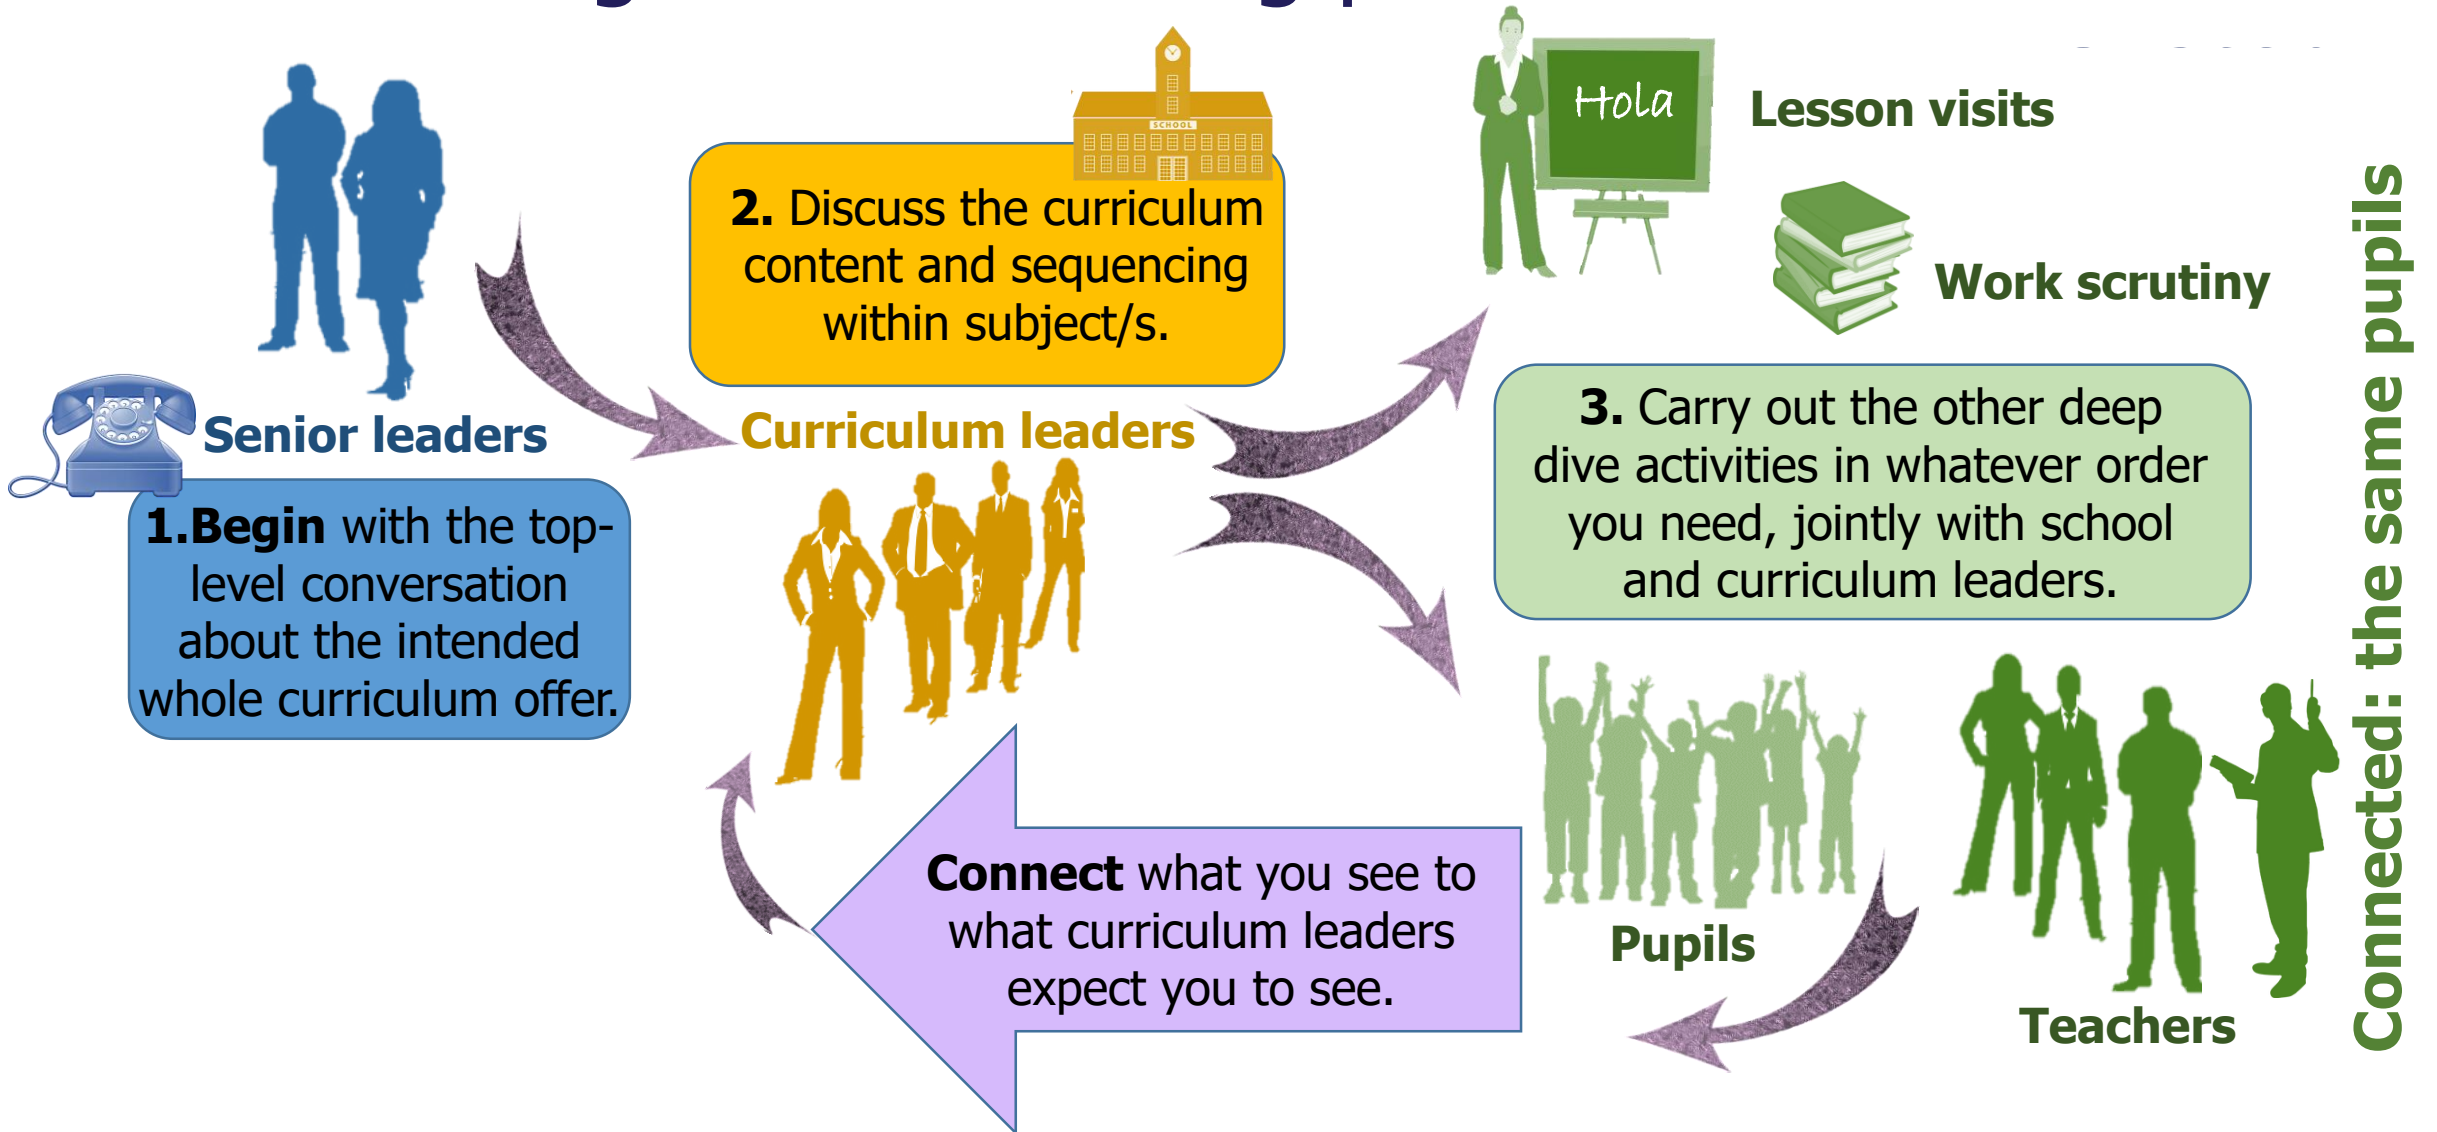 Hola
Lesson visits
SCHOOL
2. Discuss the curriculum
content and sequencing
within subject/s.
Work scrutiny
Senior leaders
Curriculum leaders
1.Begin with the top-
level conversation
about the intended
whole curriculum offer.
3. Carry out the other deep
dive activities in whatever order
you need, jointly with school
and curriculum leaders.
Connect what you see to
what curriculum leaders
expect you to see.
Pupils
Teachers
Connected: the same pupils